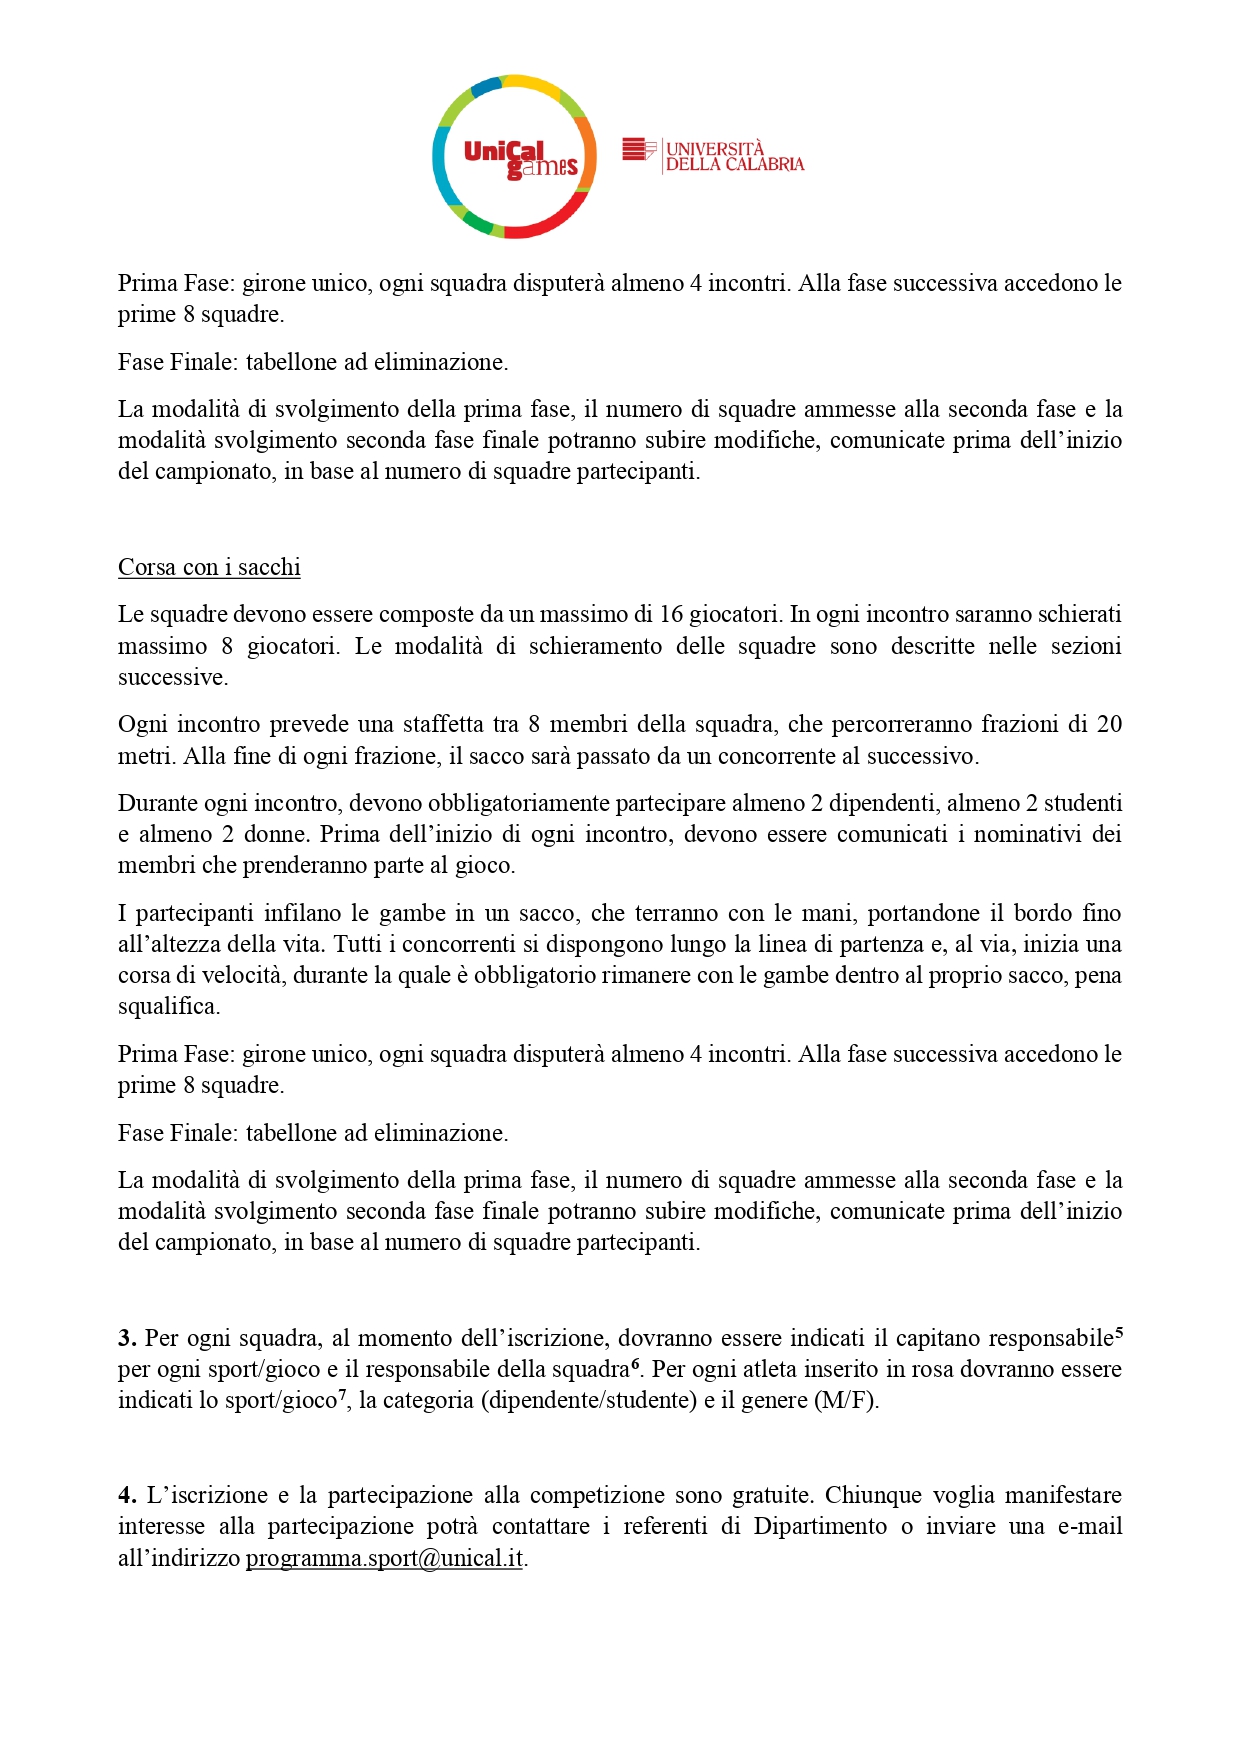 UniCal
games
UNIVERSITÀ
DELLA CALABRIA
Prima Fase: girone unico, ogni squadra disputerà almeno 4 incontri. Alla fase successiva accedono le
prime 8 squadre.
Fase Finale: tabellone ad eliminazione.
La modalità di svolgimento della prima fase, il numero di squadre ammesse alla seconda fase e la
modalità svolgimento seconda fase finale potranno subire modifiche, comunicate prima dell’inizio
del campionato, in base al numero di squadre partecipanti.
Corsa con i sacchi
Le squadre devono essere composte da un massimo di 16 giocatori. In ogni incontro saranno schierati
massimo 8 giocatori. Le modalità di schieramento delle squadre sono descritte nelle sezioni
successive.
Ogni incontro prevede una staffetta tra 8 membri della squadra, che percorreranno frazioni di 20
metri. Alla fine di ogni frazione, il sacco sarà passato da un concorrente al successivo.
Durante ogni incontro, devono obbligatoriamente partecipare almeno 2 dipendenti, almeno 2 studenti
e almeno 2 donne. Prima dell’inizio di ogni incontro, devono essere comunicati i nominativi dei
membri che prenderanno parte al gioco.
I partecipanti infilano le gambe in un sacco, che terranno con le mani, portandone il bordo fino
all’altezza della vita. Tutti i concorrenti si dispongono lungo la linea di partenza e, al via, inizia una
corsa di velocità, durante la quale è obbligatorio rimanere con le gambe dentro al proprio sacco, pena
squalifica.
Prima Fase: girone unico, ogni squadra disputerà almeno 4 incontri. Alla fase successiva accedono le
prime 8 squadre.
Fase Finale: tabellone ad eliminazione.
La modalità di svolgimento della prima fase, il numero di squadre ammesse alla seconda fase e la
modalità svolgimento seconda fase finale potranno subire modifiche, comunicate prima dell’inizio
del campionato, in base al numero di squadre partecipanti.
3. Per ogni squadra, al momento dell’iscrizione, dovranno essere indicati il capitano responsabile⁵
per ogni sport/gioco e il responsabile della squadra⁶. Per ogni atleta inserito in rosa dovranno essere
indicati lo sport/gioco⁷, la categoria (dipendente/studente) e il genere (M/F).
4. L’iscrizione e la partecipazione alla competizione sono gratuite. Chiunque voglia manifestare
interesse alla partecipazione potrà contattare i referenti di Dipartimento o inviare una e-mail
all’indirizzo programma.sport@unical.it.